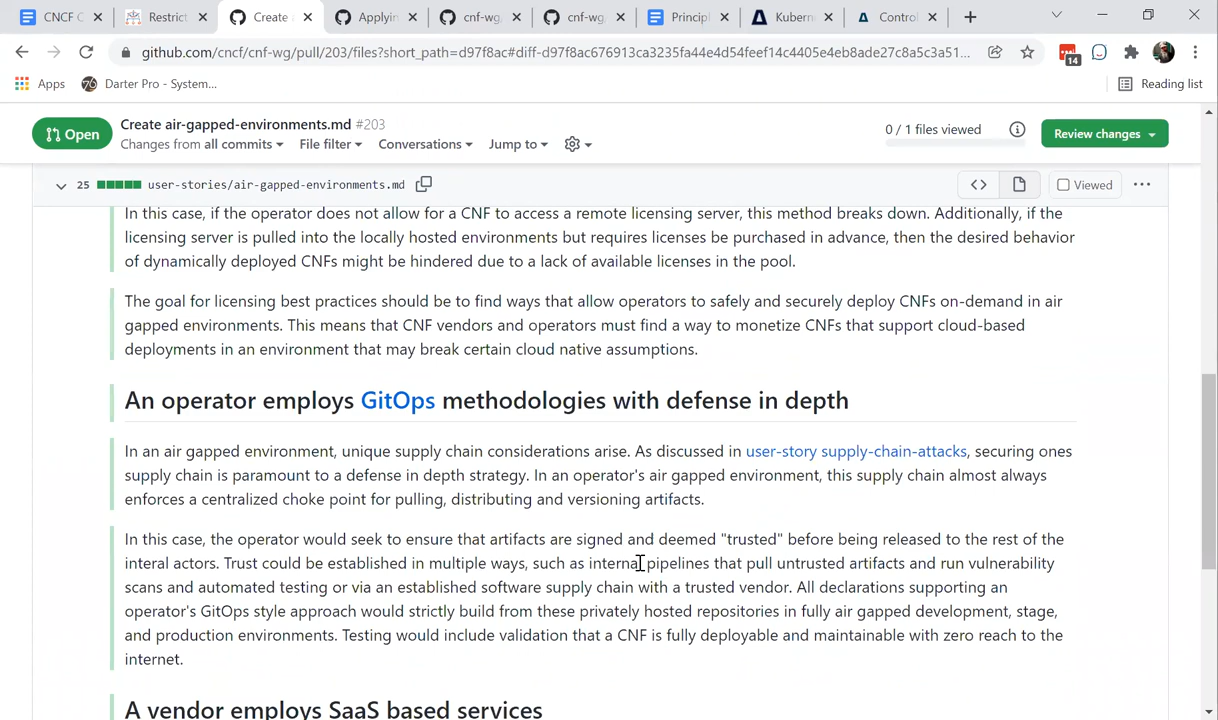 CNCF C
Restrict
Create
Applyin
cnf-wg
cnf-wg
Principl
Kubern
Control
github.com/cncf/cnf-wg/pull/203/files?short_path=d97f8ac#diff-d97f8ac676913ca3235fa44e4d54feef14c4405e4eb8ade27c8a5c3a51...
14
Apps
76
Darter Pro - System...
Reading list
Open
Create air-gapped-environments.md #203
Changes from all commits
File filter
Conversations
Jump to
0 / 1 files viewed
Review changes
25
user-stories/air-gapped-environments.md
Viewed
In this case, if the operator does not allow for a CNF to access a remote licensing server, this method breaks down. Additionally, if the
licensing server is pulled into the locally hosted environments but requires licenses be purchased in advance, then the desired behavior
of dynamically deployed CNFs might be hindered due to a lack of available licenses in the pool.
The goal for licensing best practices should be to find ways that allow operators to safely and securely deploy CNFs on-demand in air
gapped environments. This means that CNF vendors and operators must find a way to monetize CNFs that support cloud-based
deployments in an environment that may break certain cloud native assumptions.
An operator employs GitOps methodologies with defense in depth
In an air gapped environment, unique supply chain considerations arise. As discussed in user-story supply-chain-attacks, securing ones
supply chain is paramount to a defense in depth strategy. In an operator's air gapped environment, this supply chain almost always
enforces a centralized choke point for pulling, distributing and versioning artifacts.
In this case, the operator would seek to ensure that artifacts are signed and deemed "trusted" before being released to the rest of the
interal actors. Trust could be established in multiple ways, such as internal pipelines that pull untrusted artifacts and run vulnerability
scans and automated testing or via an established software supply chain with a trusted vendor. All declarations supporting an
operator's GitOps style approach would strictly build from these privately hosted repositories in fully air gapped development, stage,
and production environments. Testing would include validation that a CNF is fully deployable and maintainable with zero reach to the
internet.
A vendor employs SaaS based services